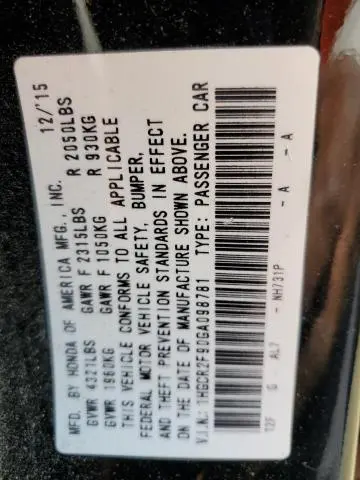 MFD. BY HONDA OF AMERICA MFG., INC. 12/'15
GVWR 4321LBS GAWR F 2315LBS R 2050LBS
GVWR 1960KG GAWR F 1050KG R 930KG
THIS VEHICLE CONFORMS TO ALL APPLICABLE
FEDERAL MOTOR VEHICLE SAFETY, BUMPER,
AND THEFT PREVENTION STANDARDS IN EFFECT
ON THE DATE OF MANUFACTURE SHOWN ABOVE.
V.I.N.: 1HGCR2F90GA098781 TYPE: PASSENGER CAR
12F G AL7 - NH731P - A - A